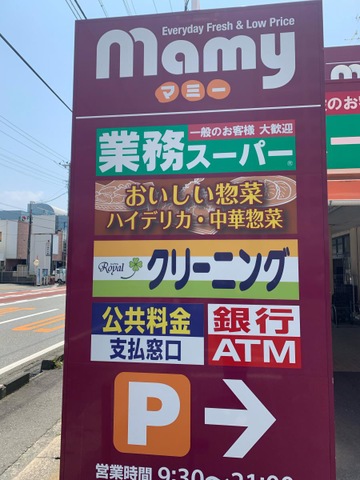 Everyday Fresh & Low Price
mamy
マミー
一般のお客様 大歓迎
業務スーパー
おいしい惣菜
ハイデリカ・中華惣菜
Royal
クリーニング
公共料金
支払窓口
銀行
ATM
P
営業時間 9:30〜21:00